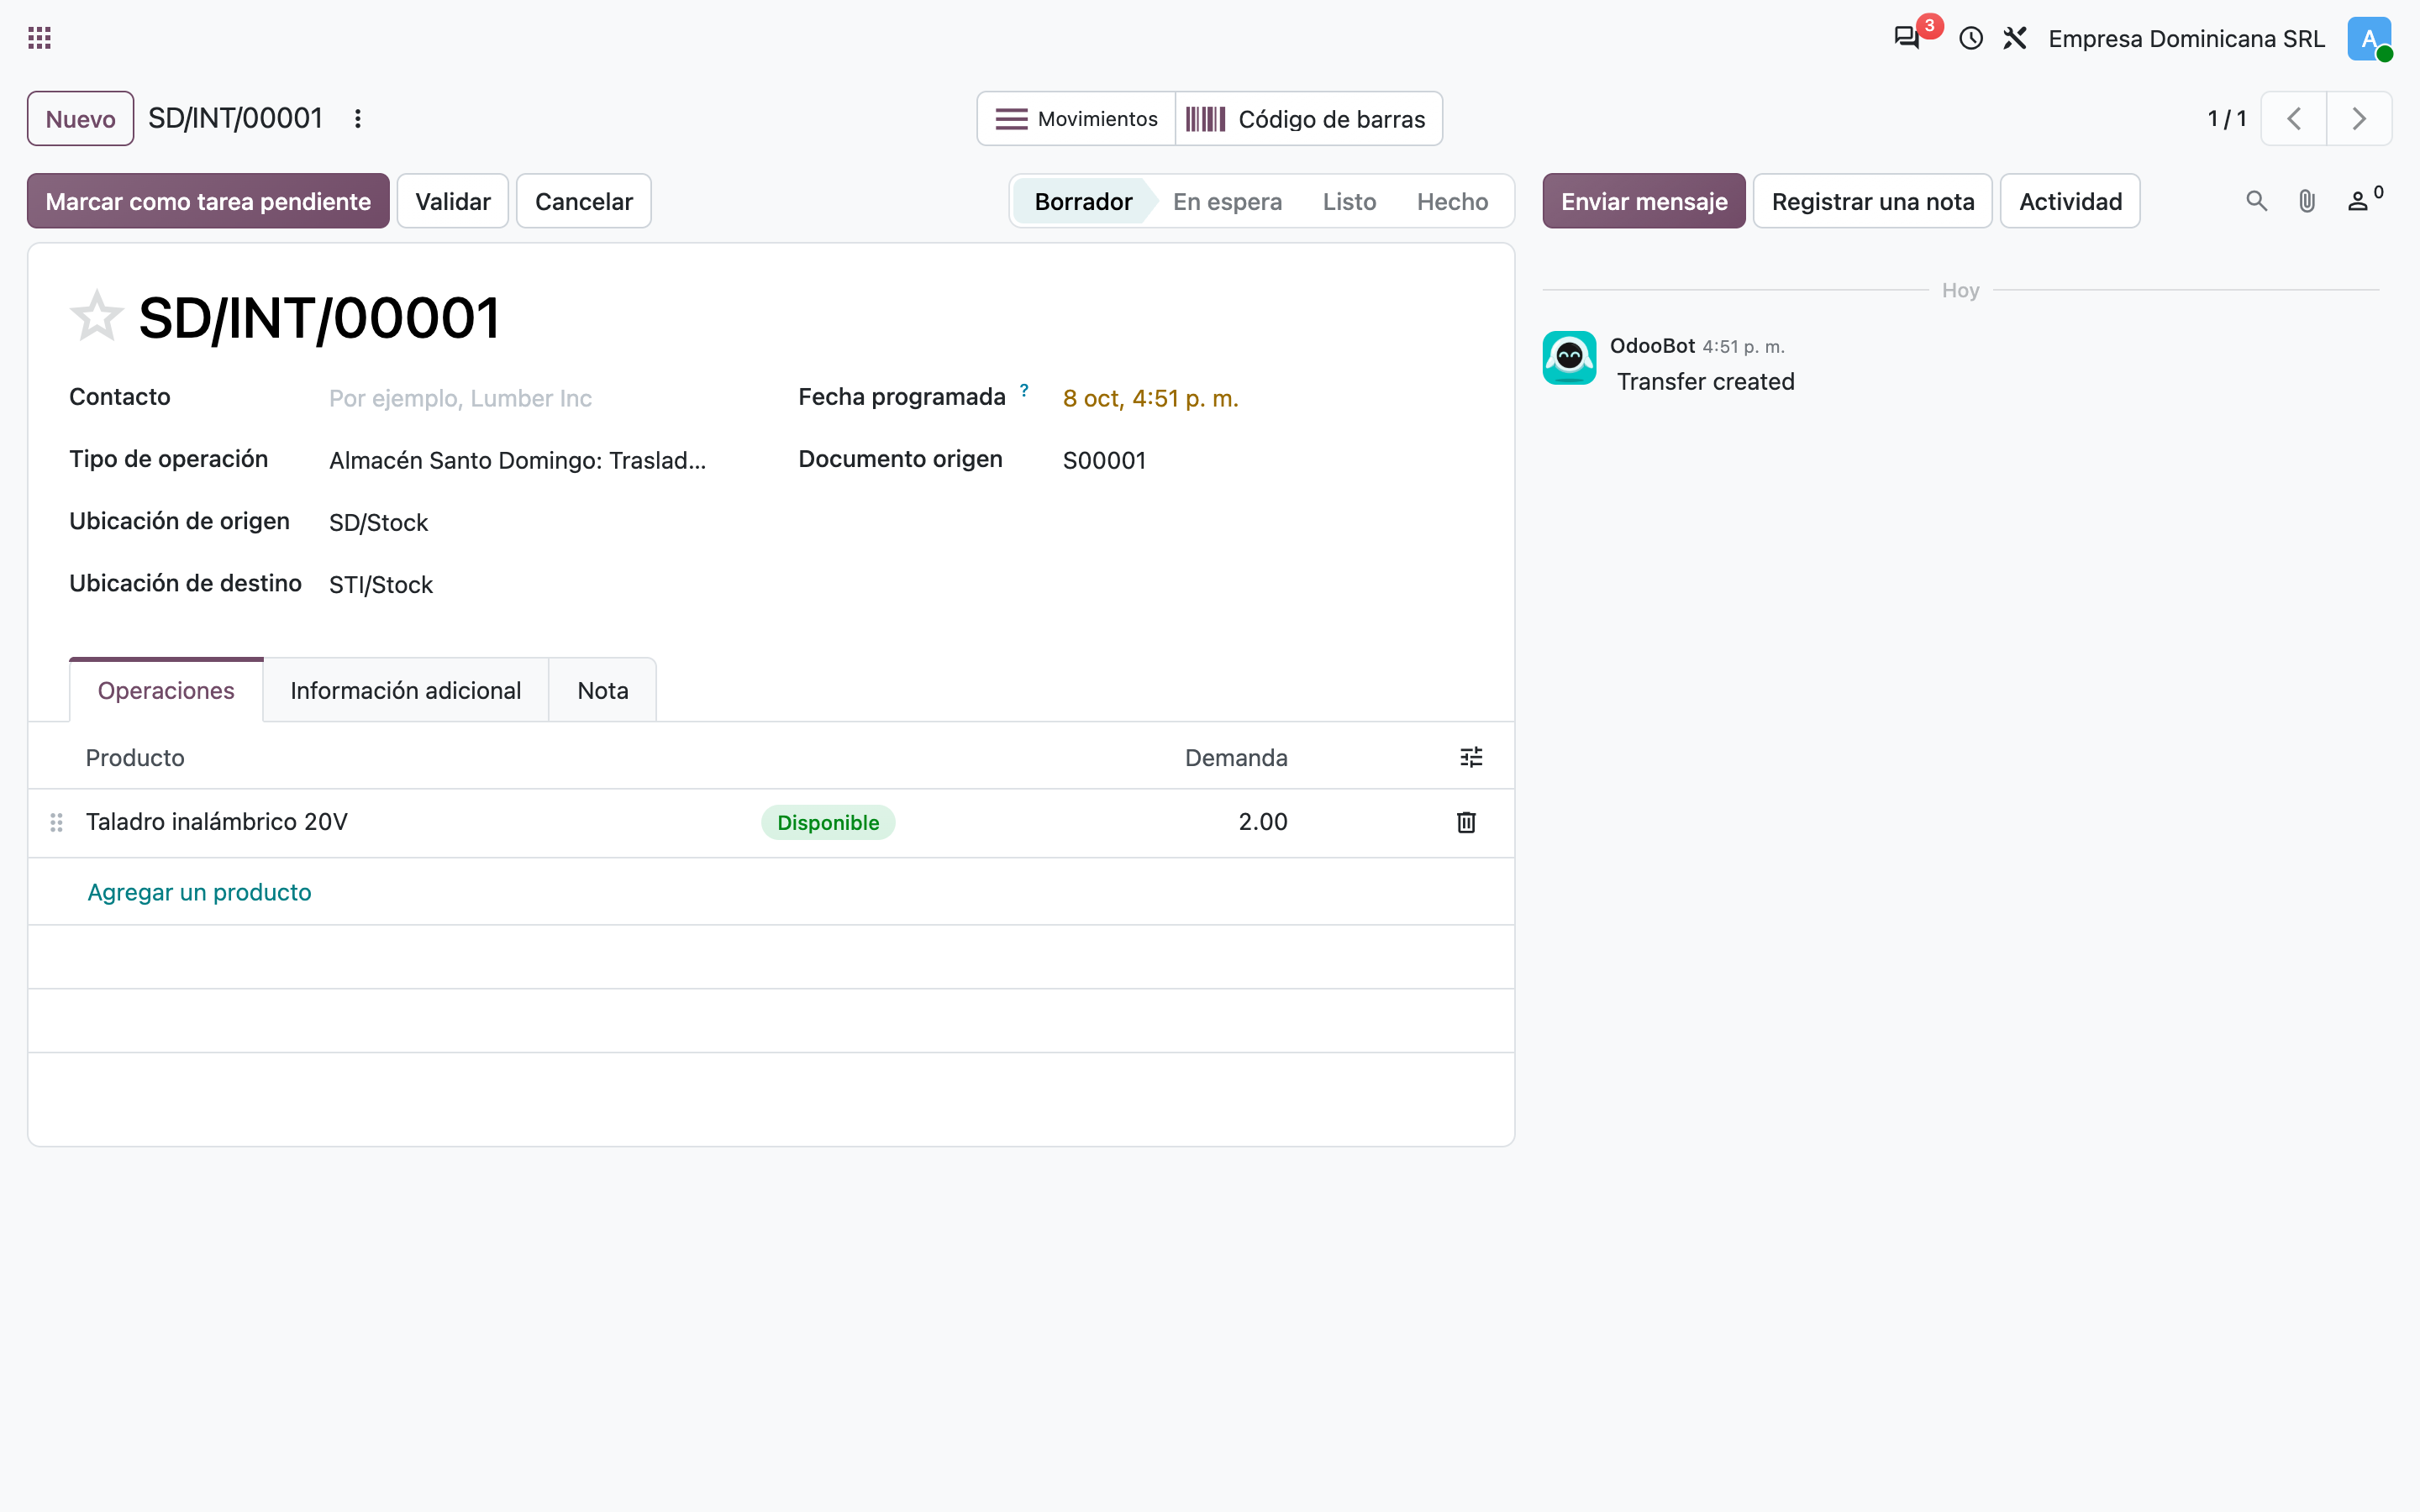 3
Empresa Dominicana SRL
A
Nuevo
SD/INT/00001
Movimientos
Código de barras
1 / 1
Marcar como tarea pendiente
Validar
Cancelar
Borrador
En espera
Listo
Hecho
Enviar mensaje
Registrar una nota
Actividad
0
SD/INT/00001
Contacto
Por ejemplo, Lumber Inc
Fecha programada ?
8 oct, 4:51 p. m.
Tipo de operación
Almacén Santo Domingo: Traslad...
Documento origen
S00001
Ubicación de origen
SD/Stock
Ubicación de destino
STI/Stock
Operaciones
Información adicional
Nota
Producto
Demanda
Taladro inalámbrico 20V
Disponible
2.00
Agregar un producto
Hoy
OdooBot 4:51 p. m.
Transfer created